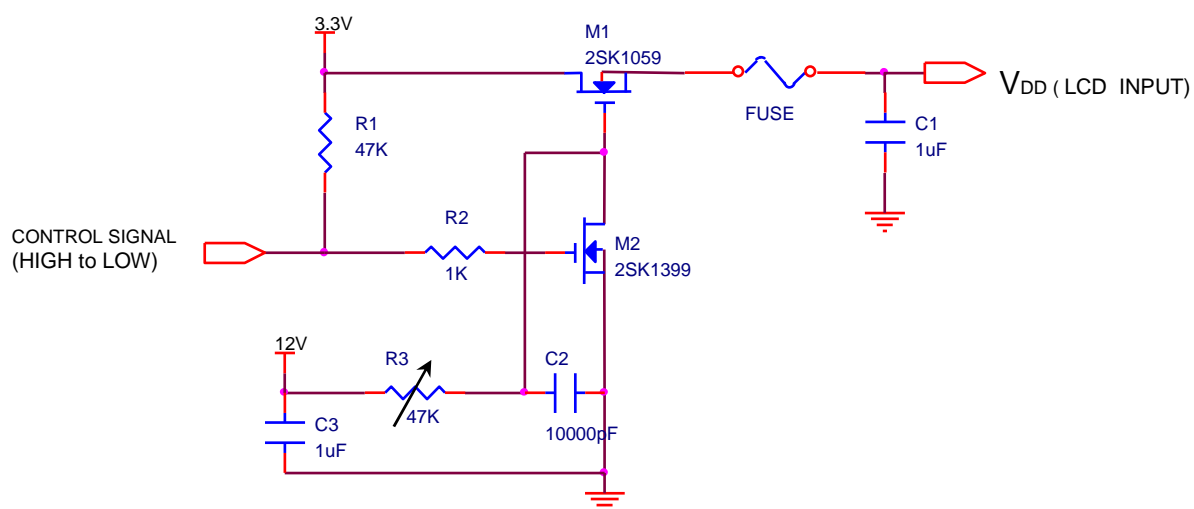 3.3V
M1
2SK1059
FUSE
VDD ( LCD INPUT)
R1
47K
C1
1uF
CONTROL SIGNAL
(HIGH to LOW)
R2
1K
M2
2SK1399
12V
R3
47K
C2
10000pF
C3
1uF